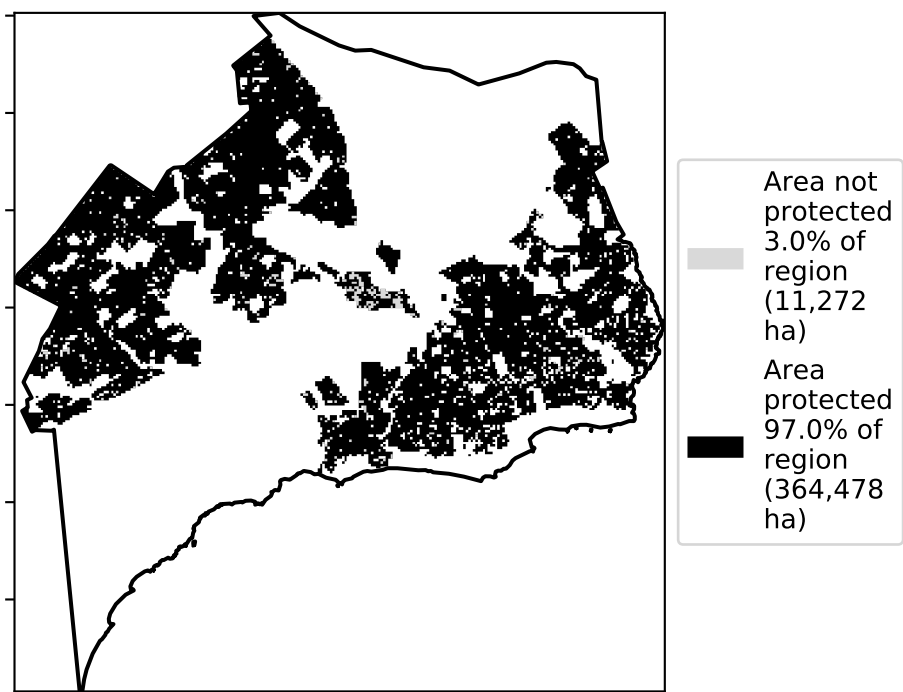 Area not
protected
3.0% of
region
(11,272
ha)
Area
protected
97.0% of
region
(364,478
ha)